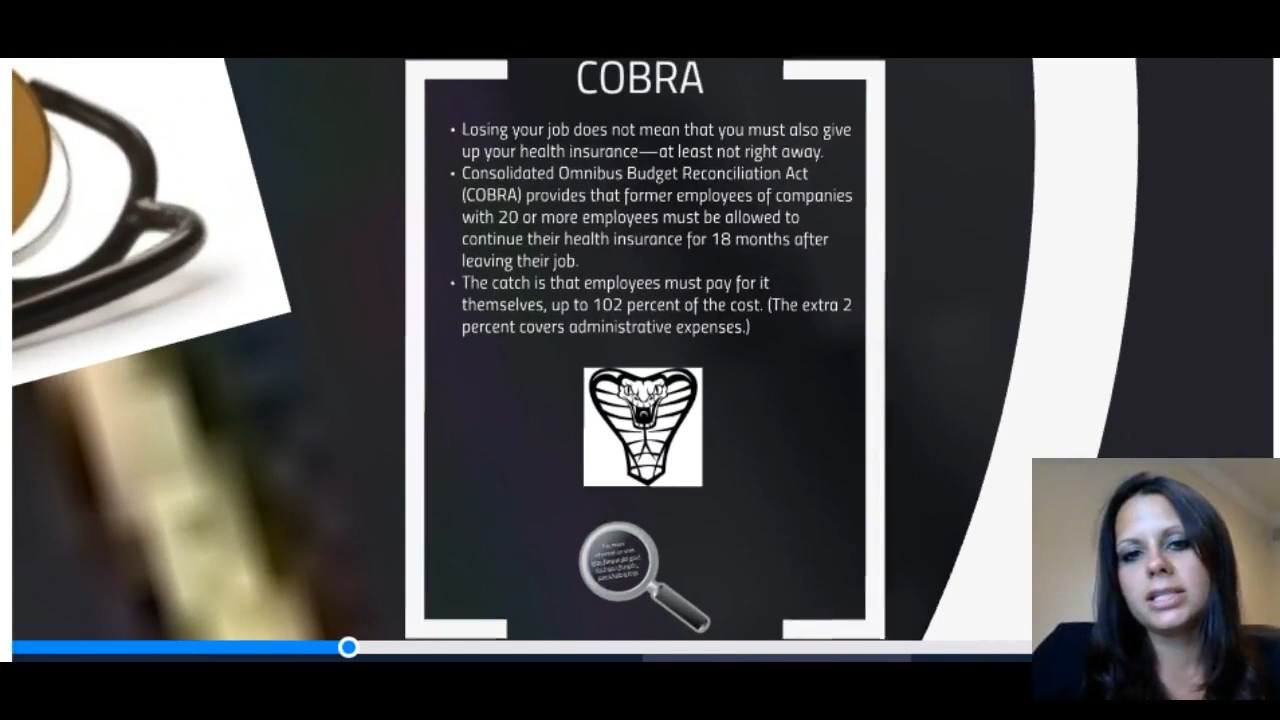 COBRA
• Losing your job does not mean that you must also give
up your health insurance—at least not right away.
• Consolidated Omnibus Budget Reconciliation Act
(COBRA) provides that former employees of companies
with 20 or more employees must be allowed to
continue their health insurance for 18 months after
leaving their job.
• The catch is that employees must pay for it
themselves, up to 102 percent of the cost. (The extra 2
percent covers administrative expenses.)